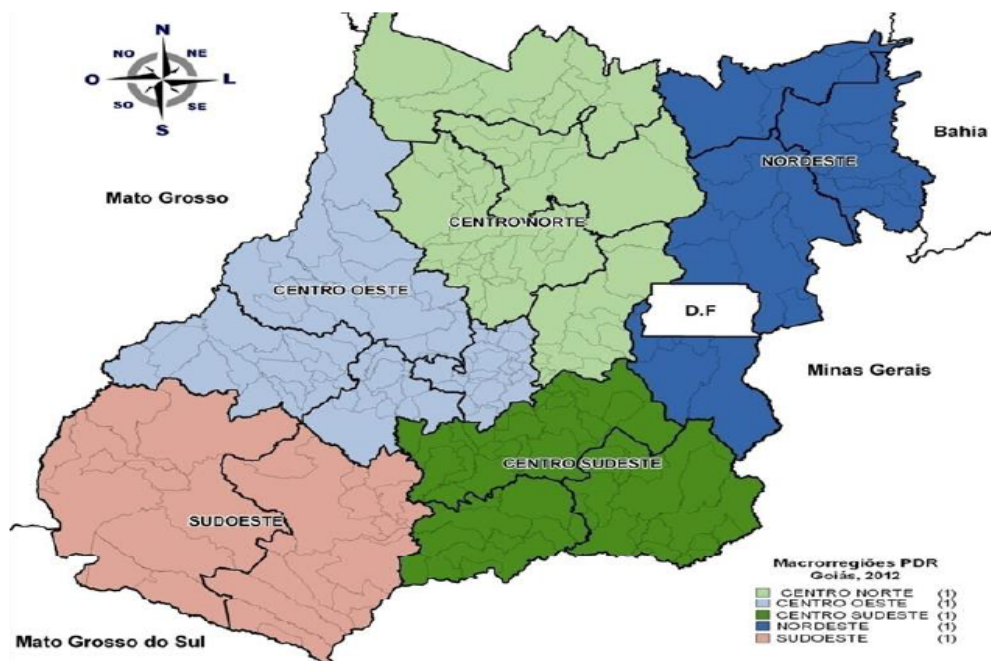 N
NO NE
O L
SO SE
S
Bahia
NORDESTE
Mato Grosso
CENTRO NORTE
CENTRO OESTE
D.F
Minas Gerais
CENTRO SUDESTE
SUDOESTE
Mato Grosso do Sul
Macrorregiões PDR
Goiás, 2012
CENTRO NORTE (1)
CENTRO OESTE (1)
CENTRO SUDESTE (1)
NORDESTE (1)
SUDOESTE (1)